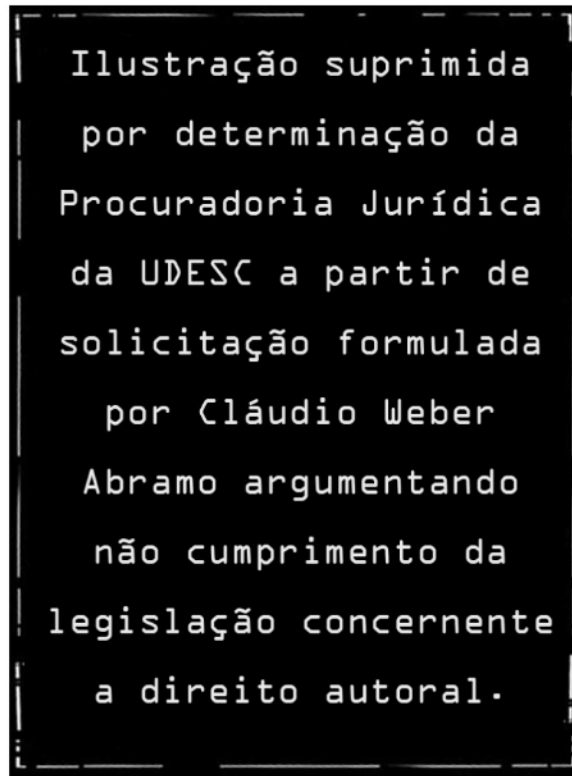 Ilustração suprimida
por determinação da
Procuradoria Jurídica
da UDESC a partir de
solicitação formulada
por Cláudio Weber
Abramo argumentando
não cumprimento da
legislação concernente
a direito autoral.